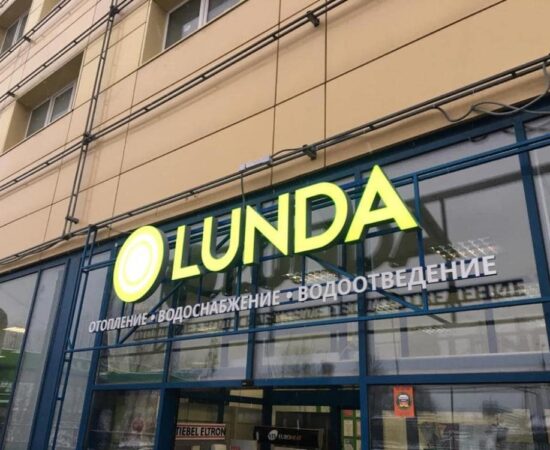 LUNDA
ОТОПЛЕНИЕ • ВОДОСНАБЖЕНИЕ • ВОДООТВЕДЕНИЕ
STIEBEL ELTRON